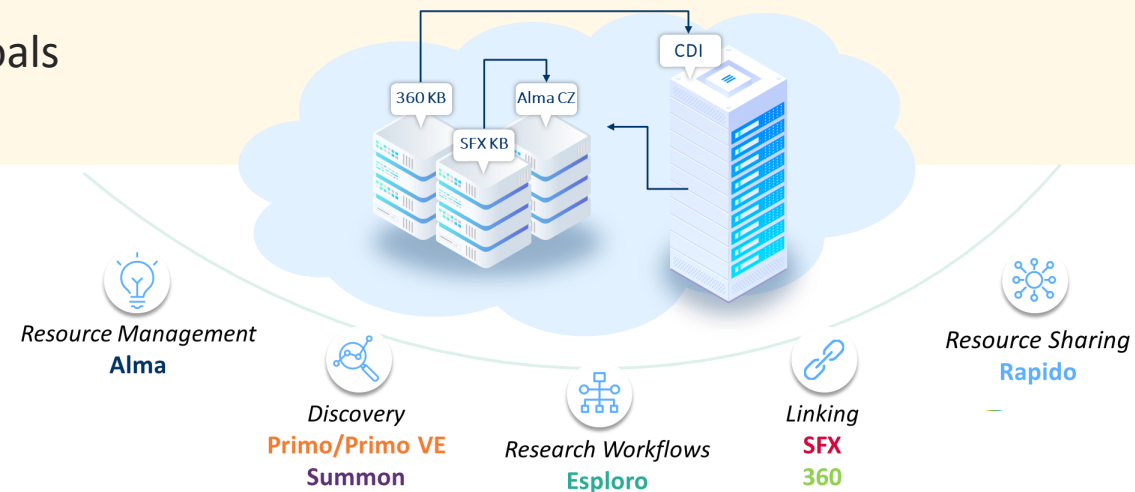 oals
CDI
360 KB
Alma CZ
SFX KB
Resource Management
Alma
Discovery
Primo/Primo VE
Summon
Research Workflows
Esploro
Linking
SFX
360
Resource Sharing
Rapido